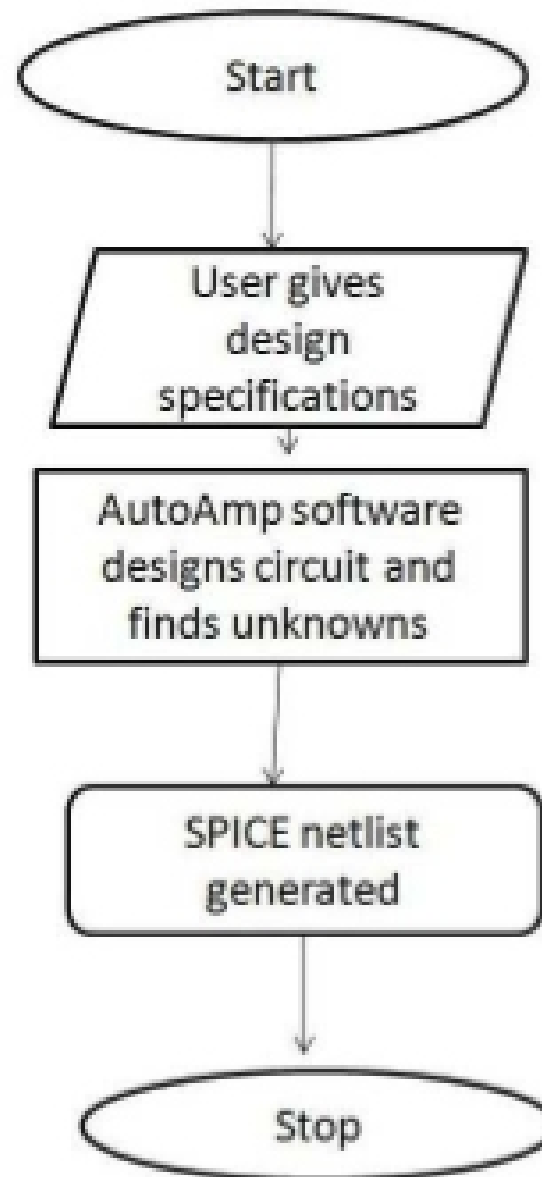 Start
User gives
design
specifications
AutoAmp software
designs circuit and
finds unknowns
SPICE netlist
generated
Stop